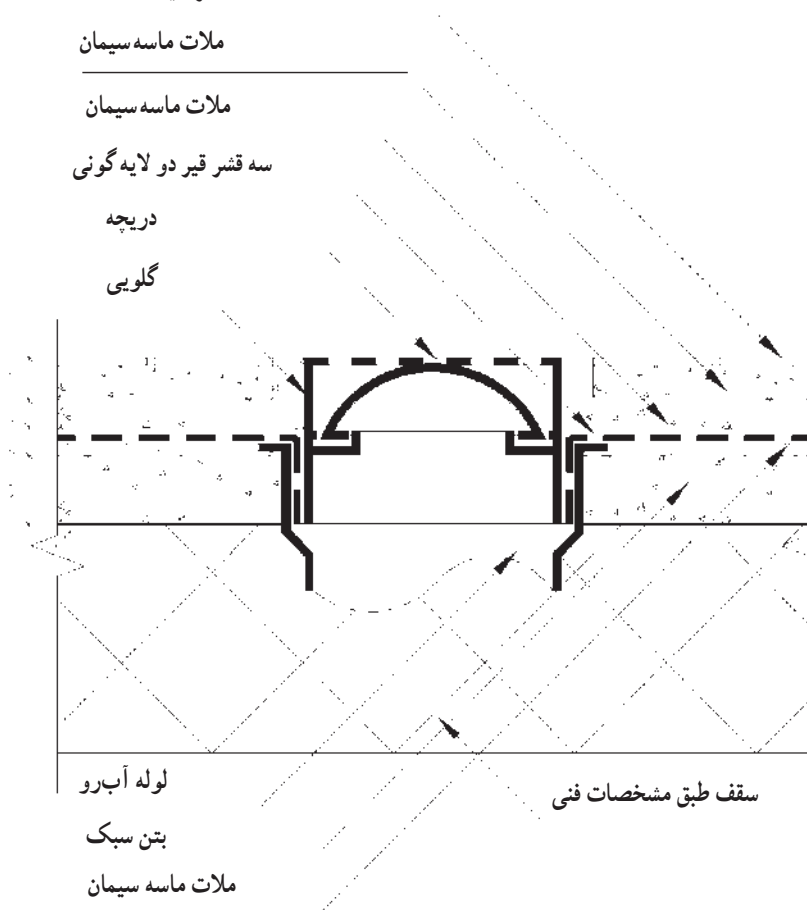 ملات ماسه سیمان
ملات ماسه سیمان
سه قشر قیر دو لایه گونی
دریچه
گلویی
لوله آب‌رو
سقف طبق مشخصات فنی
بتن سبک
ملات ماسه سیمان